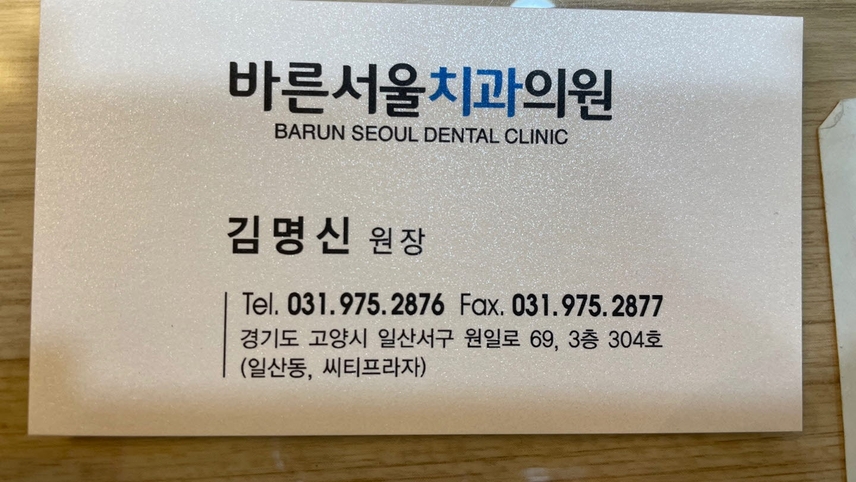 바른서울치과의원
BARUN SEOUL DENTAL CLINIC
김명신 원장
Tel. 031.975.2876 Fax. 031.975.2877
경기도 고양시 일산서구 원일로 69, 3층 304호
(일산동, 씨티프라자)